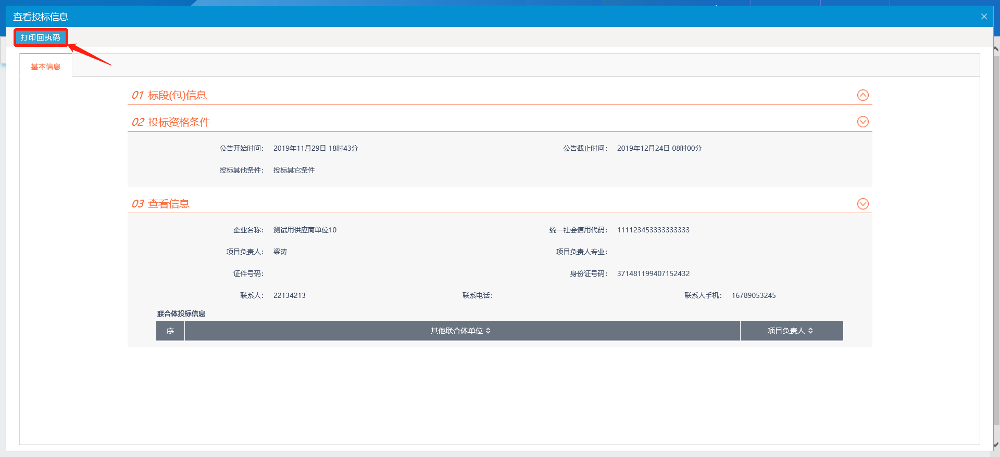 查看投标信息
打印回执码
基本信息
01 标段(包)信息
02 投标资格条件
公告开始时间： 2019年11月29日 18时43分 公告截止时间： 2019年12月24日 08时00分
投标其他条件： 投标其它条件
03 查看信息
企业名称： 测试用供应商单位10 统一社会信用代码： 111123453333333333
项目负责人： 梁涛 项目负责人专业：
证件号码： 身份证号码： 371481199407152432
联系人： 22134213 联系电话： 联系人手机： 16789053245
联合体投标信息
序 其他联合体单位 项目负责人